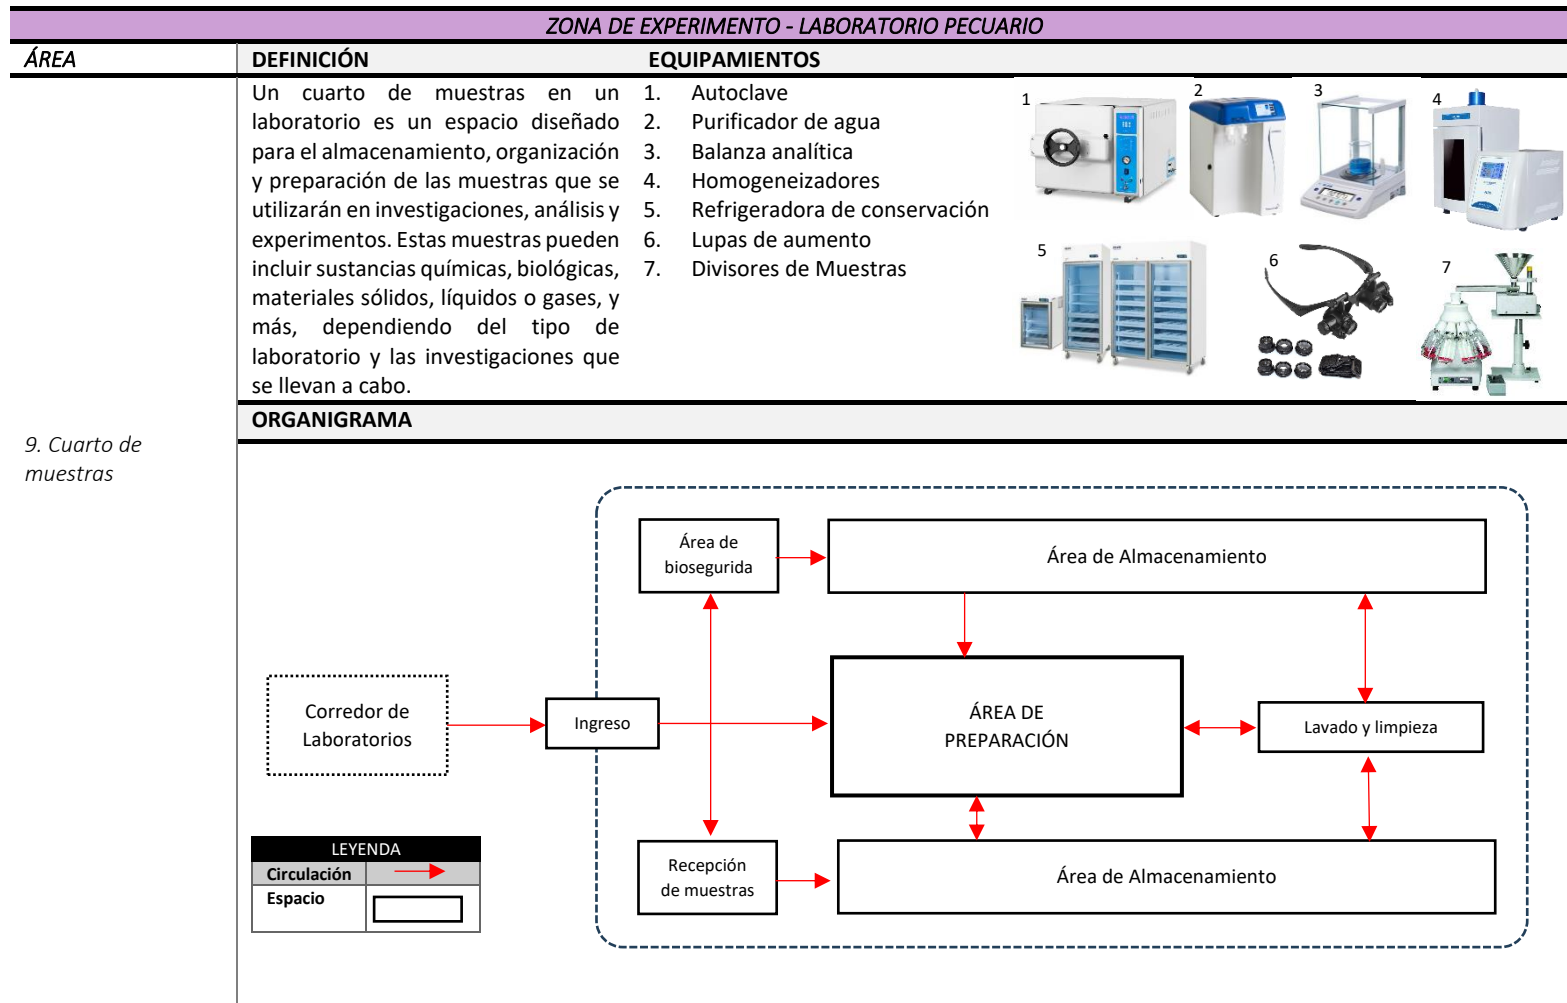 ZONA DE EXPERIMENTO - LABORATORIO PECUARIO
ÁREA
DEFINICIÓN
EQUIPAMIENTOS
9. Cuarto de
muestras
Un cuarto de muestras en un
laboratorio es un espacio diseñado
para el almacenamiento, organización
y preparación de las muestras que se
utilizarán en investigaciones, análisis y
experimentos. Estas muestras pueden
incluir sustancias químicas, biológicas,
materiales sólidos, líquidos o gases, y
más, dependiendo del tipo de
laboratorio y las investigaciones que
se llevan a cabo.
1. Autoclave
2. Purificador de agua
3. Balanza analítica
4. Homogeneizadores
5. Refrigeradora de conservación
6. Lupas de aumento
7. Divisores de Muestras
1
2
3
4
5
6
7
ORGANIGRAMA
Área de
biosegurida
Área de Almacenamiento
Corredor de
Laboratorios
Ingreso
ÁREA DE
PREPARACIÓN
Lavado y limpieza
Recepción
de muestras
Área de Almacenamiento
LEYENDA
Circulación
Espacio